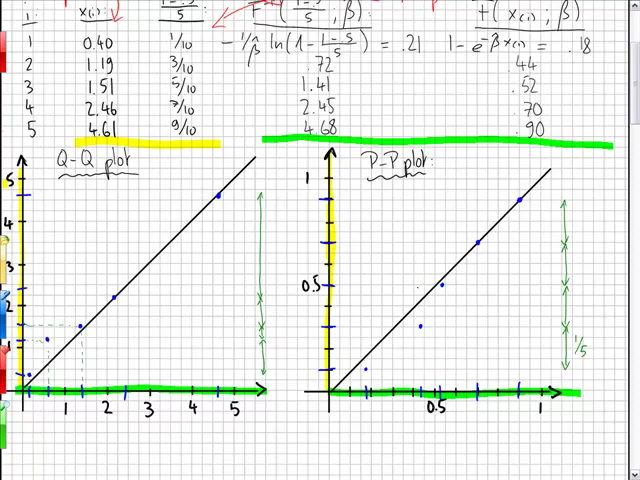 i: x(i) 5 F( 5 ; β) F(x(i) ; β)
1 0.40 1/10 -1/β ln(1 - i-.5/5) = .21 1 - e^-β x(i) = .18
2 1.19 3/10 .72 .44
3 1.51 5/10 1.41 .52
4 2.46 7/10 2.45 .70
5 4.61 9/10 4.68 .90
Q-Q plot P-P plot:
5 1
4
3
0.5
2
1
1/5
1 2 3 4 5 0.5 1